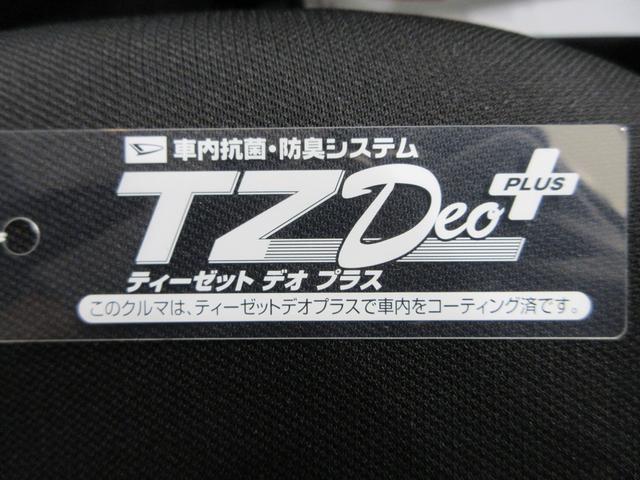 車内抗菌・防臭システム
TZ Deo PLUS
ティーゼット デオ プラス
このクルマは、ティーゼットデオプラスで車内をコーティング済です。